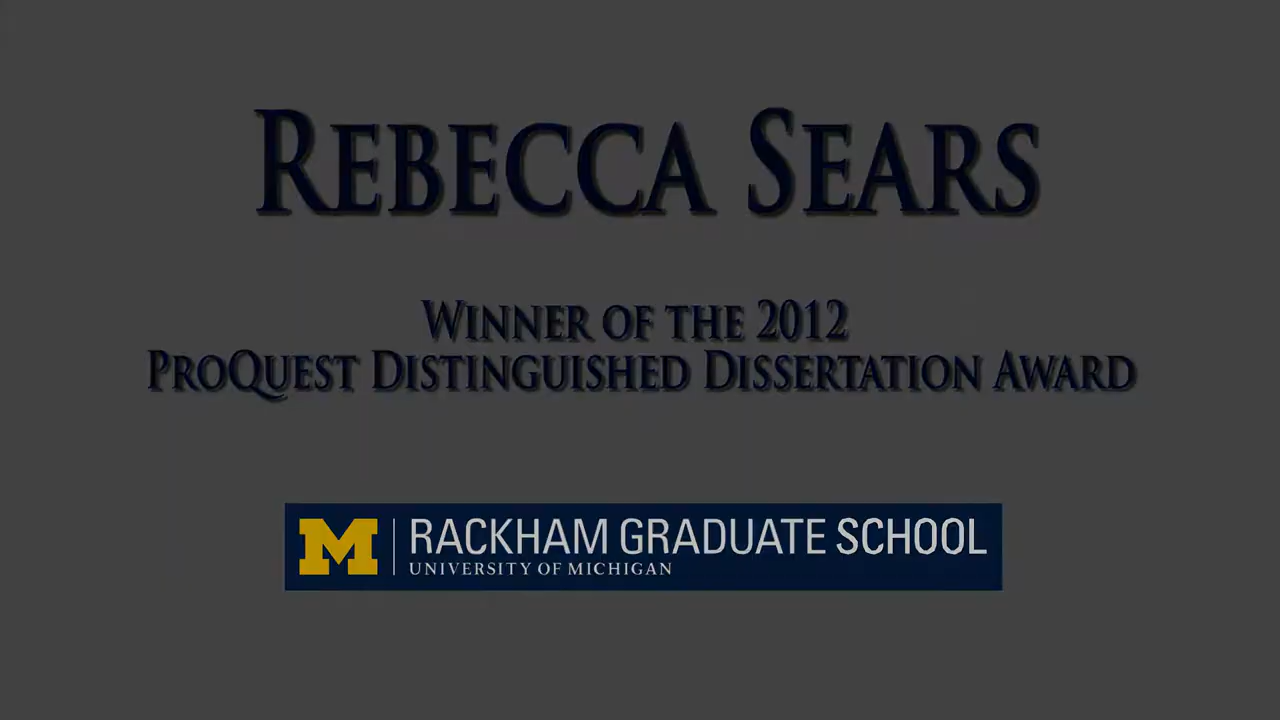 Rebecca Sears
Winner of the 2012
ProQuest Distinguished Dissertation Award
M RACKHAM GRADUATE SCHOOL
UNIVERSITY OF MICHIGAN